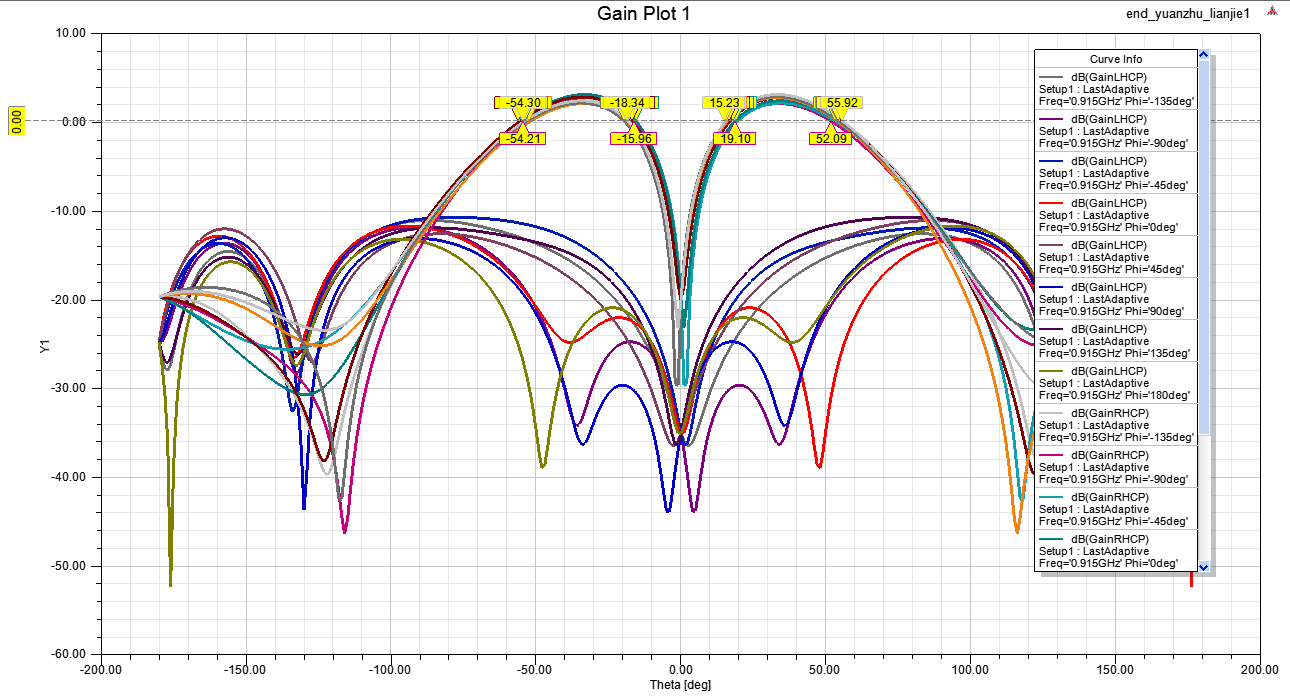 Gain Plot 1
end_yuanzhu_lianjie1
10.00
0.00
-10.00
-20.00
-30.00
-40.00
-50.00
-60.00
0.00
Y1
-54.30
-18.34
15.23
55.92
-54.21
-15.96
19.10
52.09
-200.00
-150.00
-100.00
-50.00
0.00
50.00
100.00
150.00
200.00
Theta [deg]
Curve Info
dB(GainLHCP)
Setup1 : LastAdaptive
Freq='0.915GHz' Phi='-135deg'
dB(GainLHCP)
Setup1 : LastAdaptive
Freq='0.915GHz' Phi='-90deg'
dB(GainLHCP)
Setup1 : LastAdaptive
Freq='0.915GHz' Phi='-45deg'
dB(GainLHCP)
Setup1 : LastAdaptive
Freq='0.915GHz' Phi='0deg'
dB(GainLHCP)
Setup1 : LastAdaptive
Freq='0.915GHz' Phi='45deg'
dB(GainLHCP)
Setup1 : LastAdaptive
Freq='0.915GHz' Phi='90deg'
dB(GainLHCP)
Setup1 : LastAdaptive
Freq='0.915GHz' Phi='135deg'
dB(GainLHCP)
Setup1 : LastAdaptive
Freq='0.915GHz' Phi='180deg'
dB(GainRHCP)
Setup1 : LastAdaptive
Freq='0.915GHz' Phi='-135deg'
dB(GainRHCP)
Setup1 : LastAdaptive
Freq='0.915GHz' Phi='-90deg'
dB(GainRHCP)
Setup1 : LastAdaptive
Freq='0.915GHz' Phi='-45deg'
dB(GainRHCP)
Setup1 : LastAdaptive
Freq='0.915GHz' Phi='0deg'